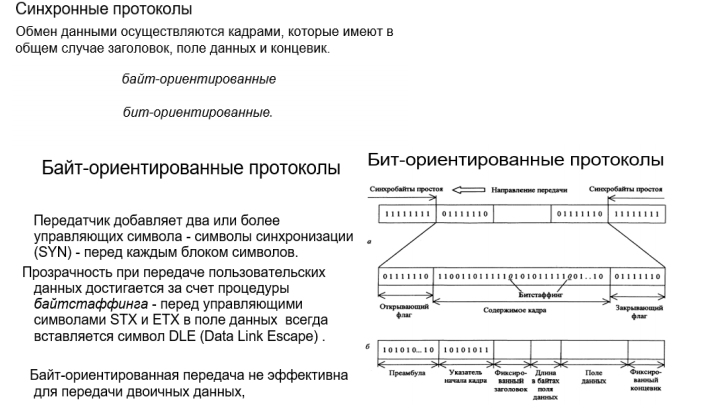 Синхронные протоколы
Обмен данными осуществляются кадрами, которые имеют в
общем случае заголовок, поле данных и концевик.
байт-ориентированные
бит-ориентированные.
Байт-ориентированные протоколы
Передатчик добавляет два или более
управляющих символа - символы синхронизации
(SYN) - перед каждым блоком символов.
Прозрачность при передаче пользовательских
данных достигается за счет процедуры
байтстаффинга - перед управляющими
символами STX и ETX в поле данных всегда
вставляется символ DLE (Data Link Escape) .
Байт-ориентированная передача не эффективна
для передачи двоичных данных,
Бит-ориентированные протоколы
Синхробайты простоя Направление передачи Синхробайты простоя
11111111 01111110 01111110 11111111
а
01111110 1100110111110101011111001..10 01111110
Битстаффинг
Открывающий флаг
Содержимое кадра
Закрывающий флаг
б
101010...10 10101011
Преамбула
Указатель начала кадра
Фиксиро-ванный заголовок
Длина в байтах поля данных
Поле данных
Фиксиро-ванный концевик